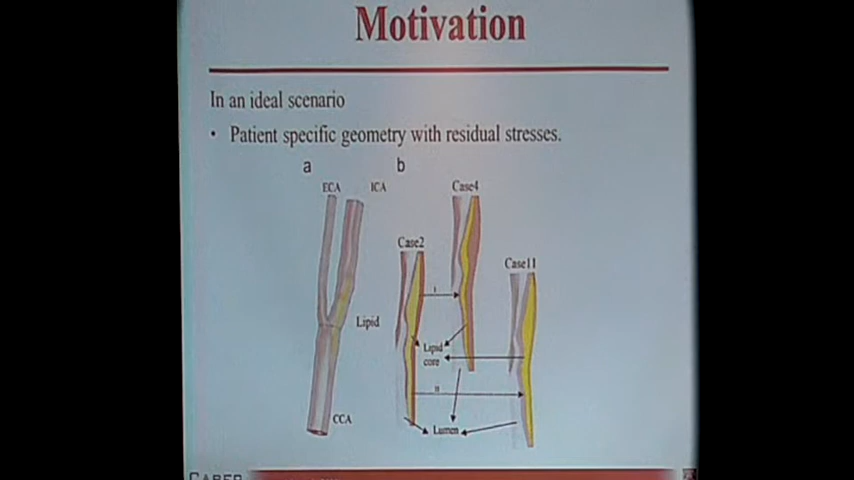 Motivation
In an ideal scenario
• Patient specific geometry with residual stresses.
a
b
ECA
ICA
Case4
Case2
Case11
I
Lipid
Lipid
core
II
CCA
Lumen